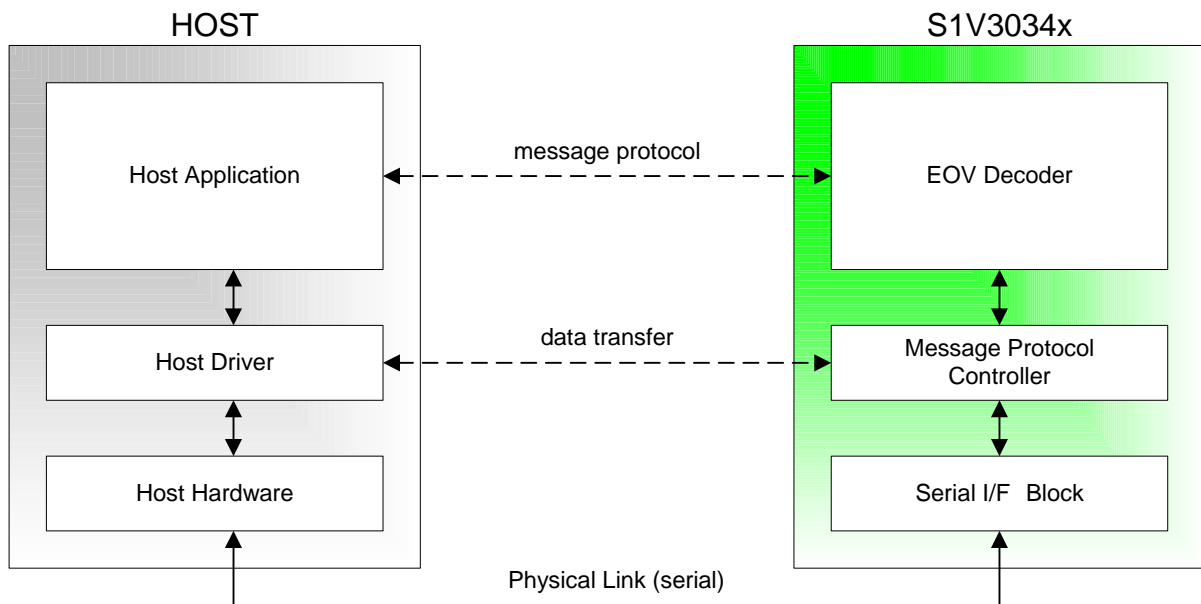 HOST
S1V3034x
Host Application
message protocol
EOV Decoder
Host Driver
data transfer
Message Protocol
Controller
Host Hardware
Serial I/F Block
Physical Link (serial)